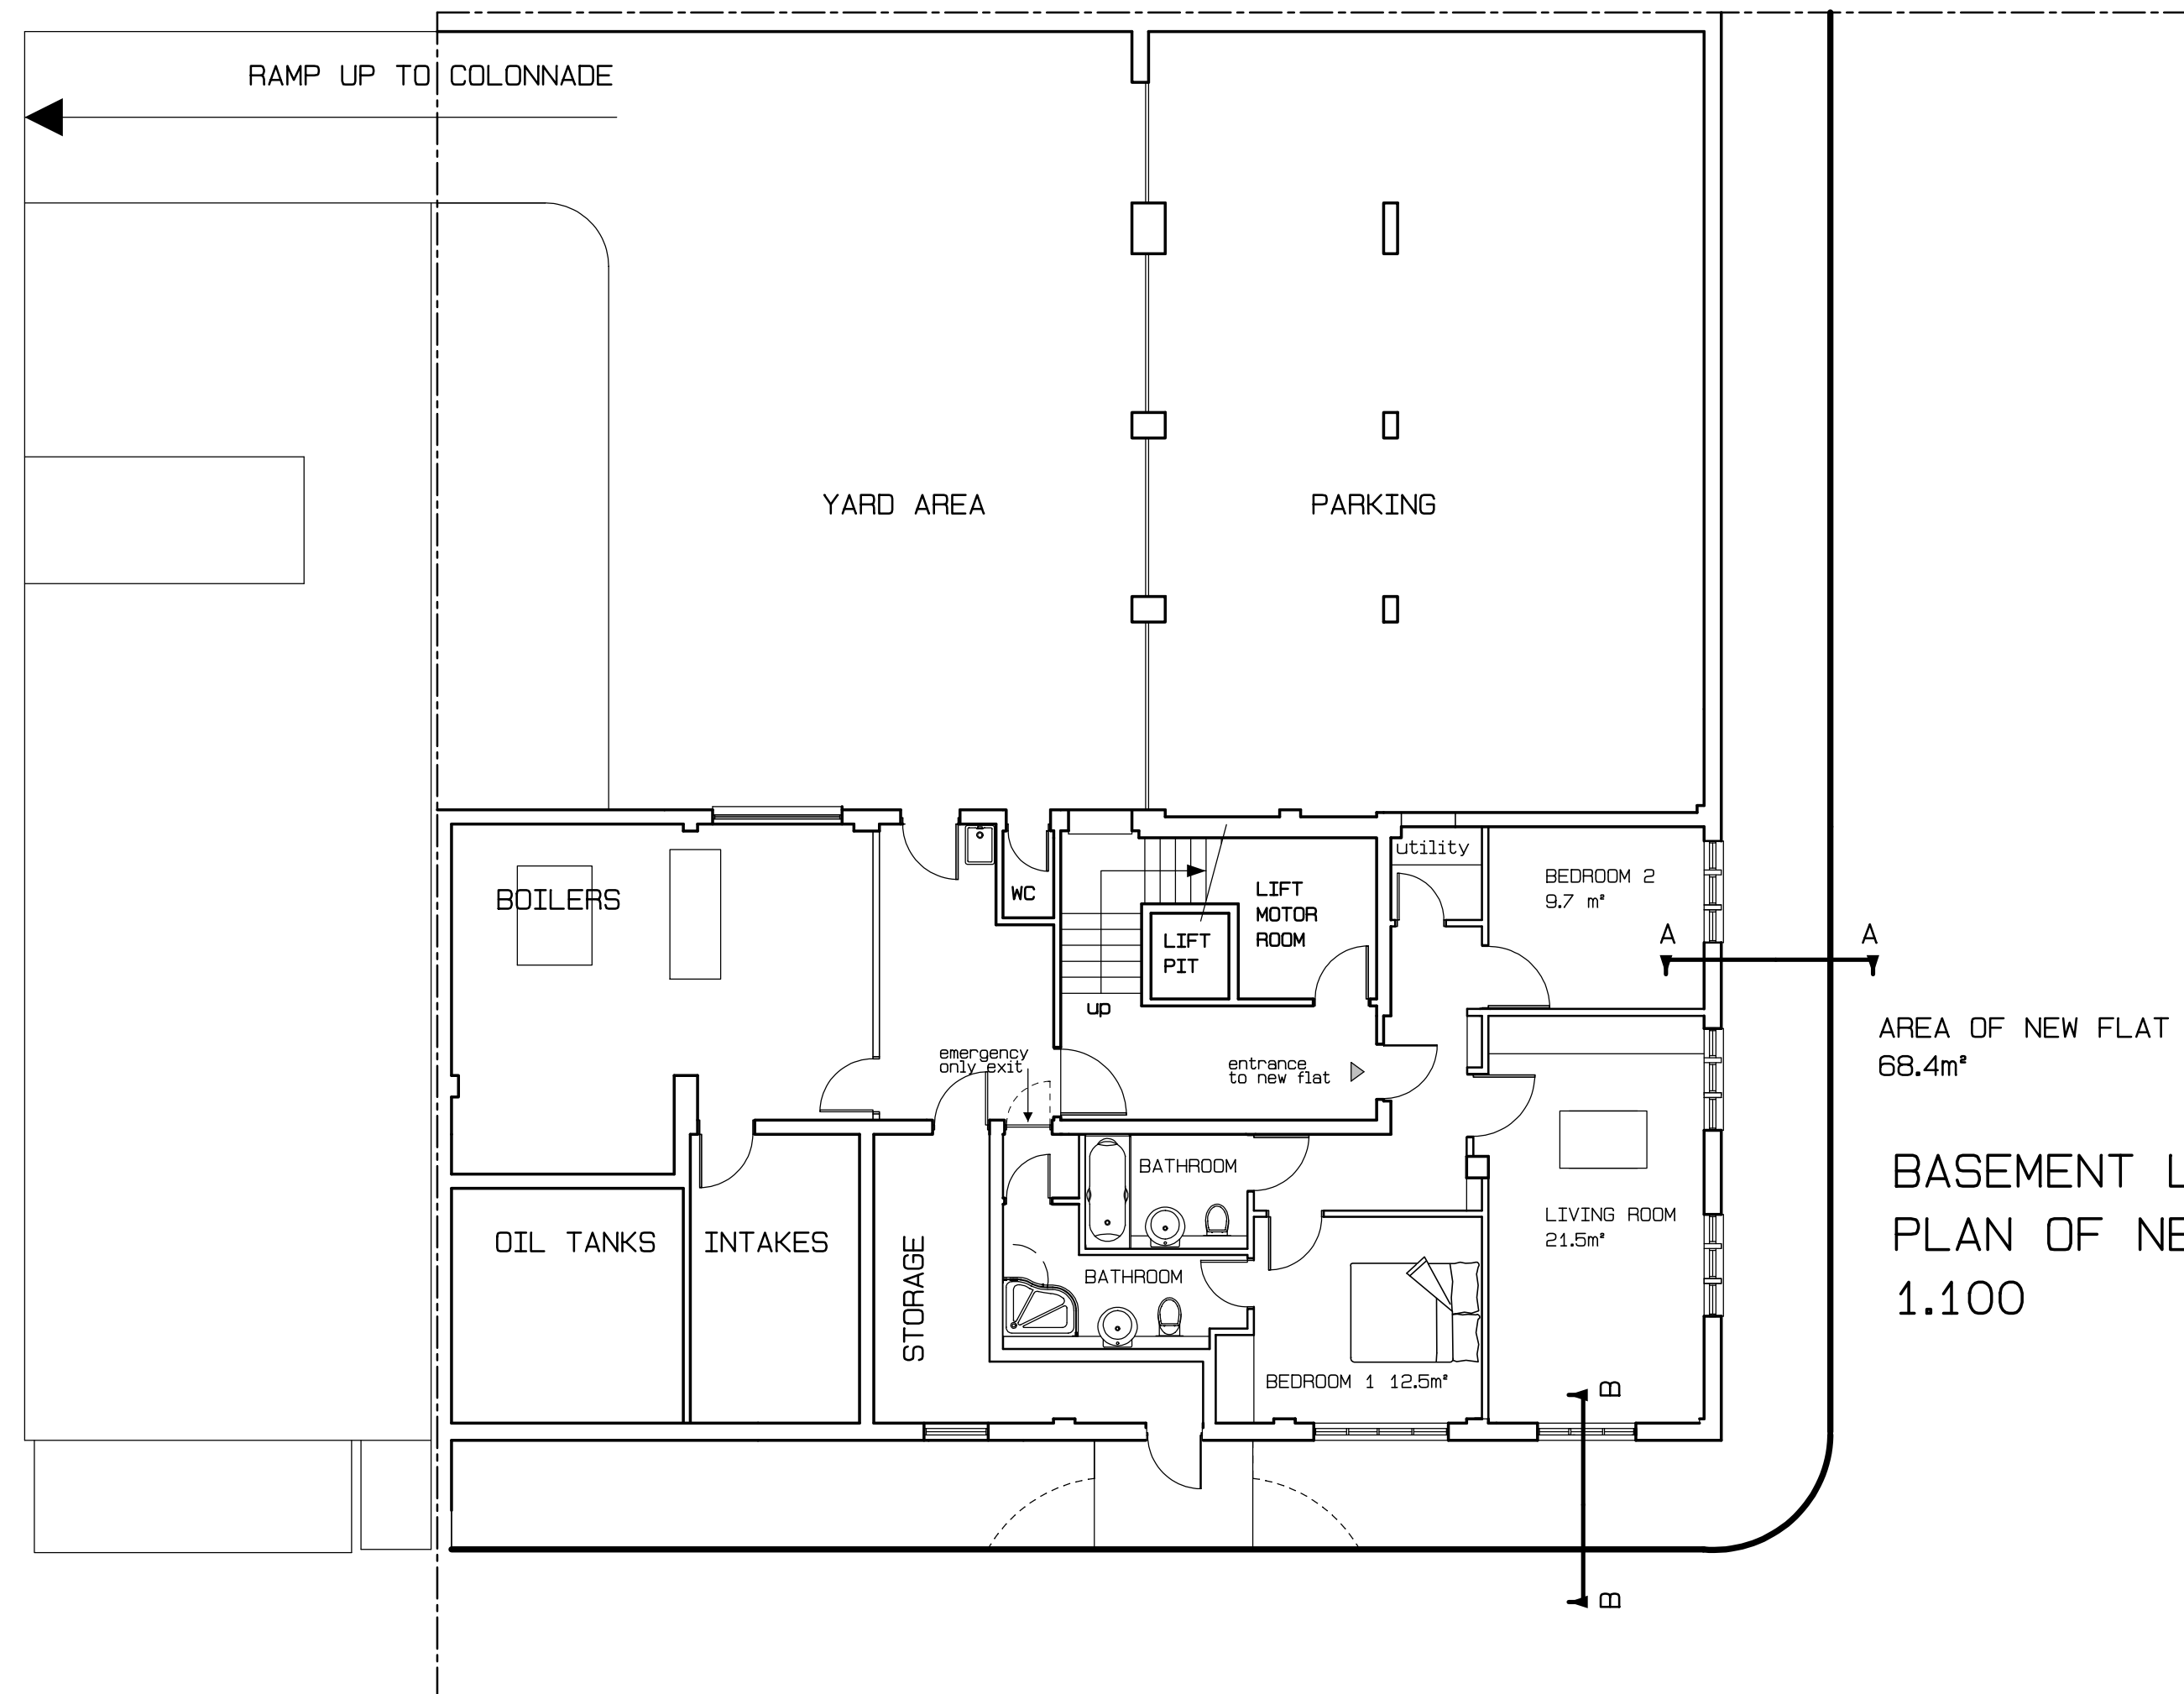 RAMP UP TO COLONNADE
YARD AREA
PARKING
utility
BEDROOM 2
9.7 m²
BOILERS
WC
LIFT
MOTOR
ROOM
LIFT
PIT
up
A A
emergency
only exit
entrance
to new flat
AREA OF NEW FLAT
68.4m²
BATHROOM
BASEMENT L
PLAN OF NE
1.100
LIVING ROOM
21.5m²
OIL TANKS
INTAKES
STORAGE
BATHROOM
BEDROOM 1 12.5m²
B
B